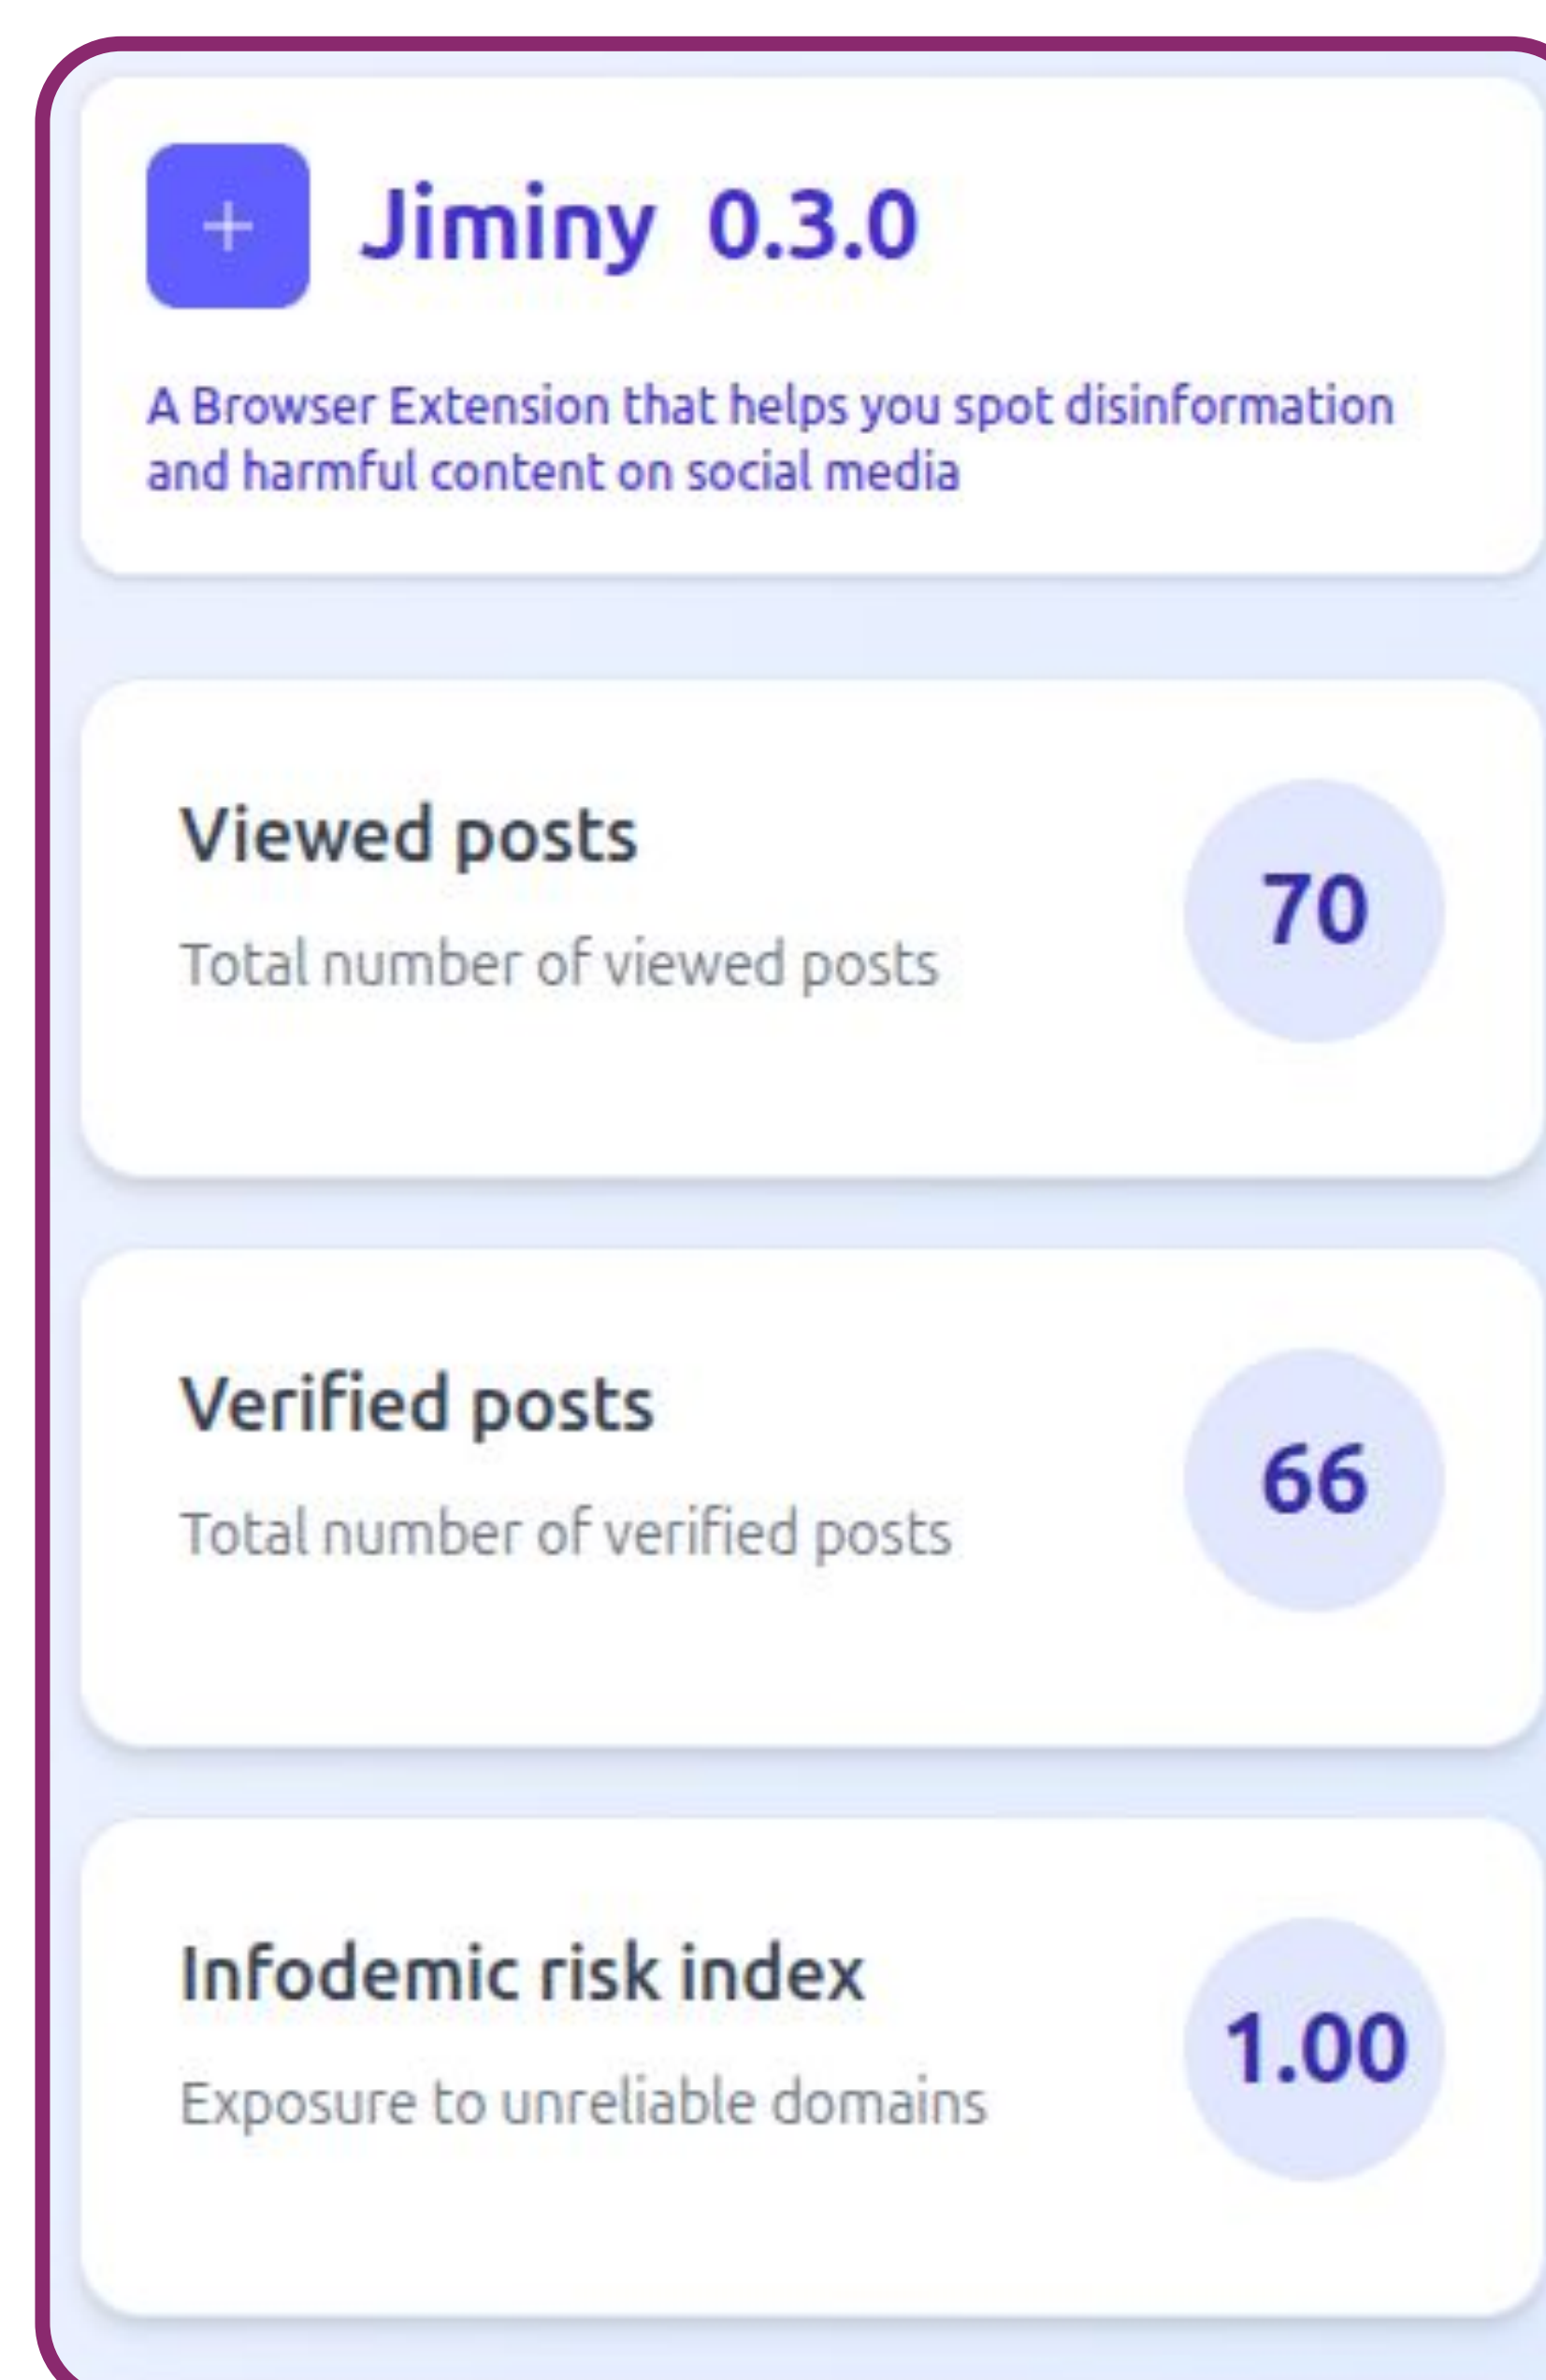 Jiminy 0.3.0
A Browser Extension that helps you spot disinformation
and harmful content on social media
Viewed posts
Total number of viewed posts
70
Verified posts
Total number of verified posts
66
Infodemic risk index
Exposure to unreliable domains
1.00